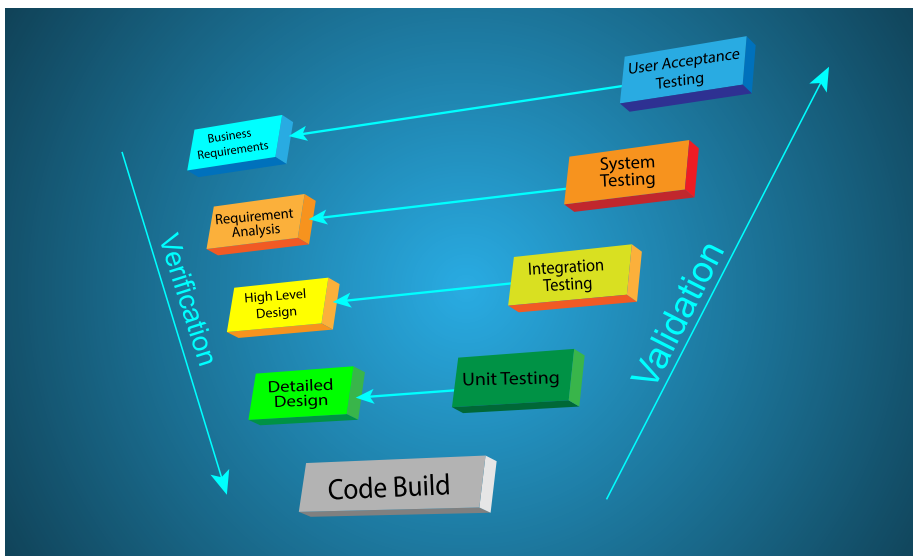 User Acceptance
Testing
Business
Requirements
System
Testing
Requirement
Analysis
Integration
Testing
High Level
Design
Unit Testing
Detailed
Design
Code Build
Verification
Validation